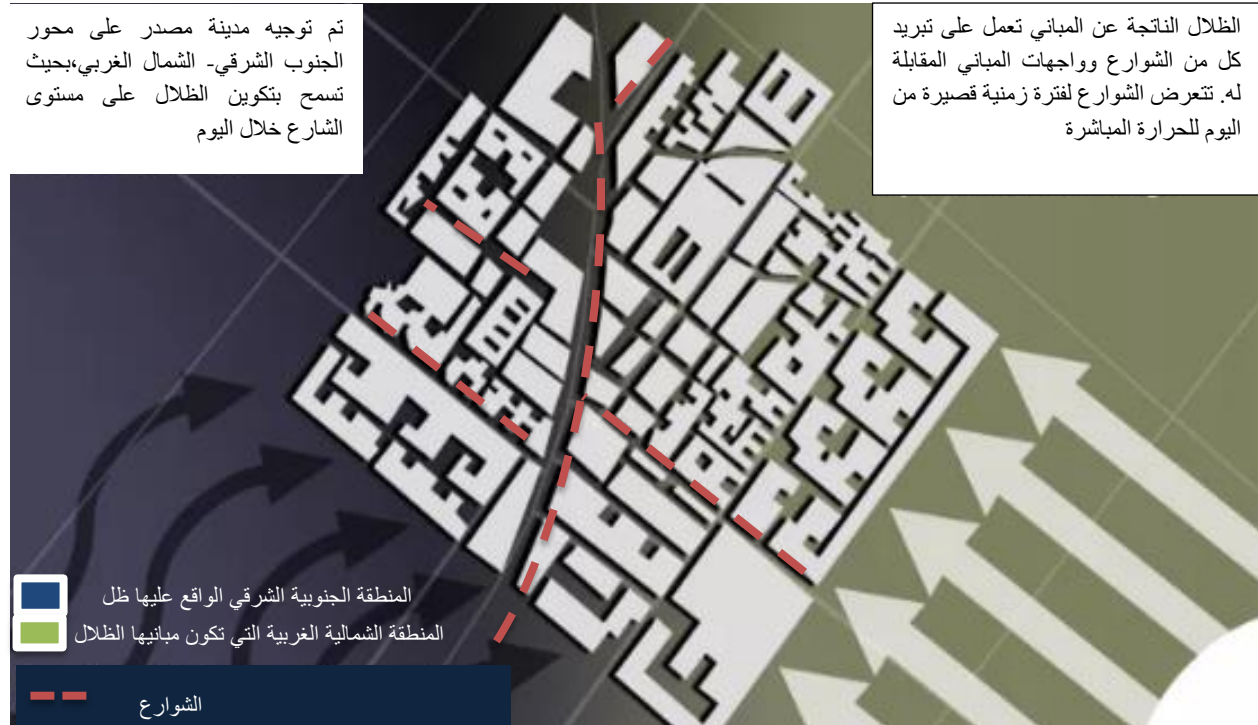 تم توجيه مدينة مصدر على محور
الجنوب الشرقي- الشمال الغربي،بحيث
تسمح بتكوين الظلال على مستوى
الشارع خلال اليوم
الظلال الناتجة عن المباني تعمل على تبريد
كل من الشوارع وواجهات المباني المقابلة
له. تتعرض الشوارع لفترة زمنية قصيرة من
اليوم للحرارة المباشرة
المنطقة الجنوبية الشرقي الواقع عليها ظل
المنطقة الشمالية الغربية التي تكون مبانيها الظلال
الشوارع